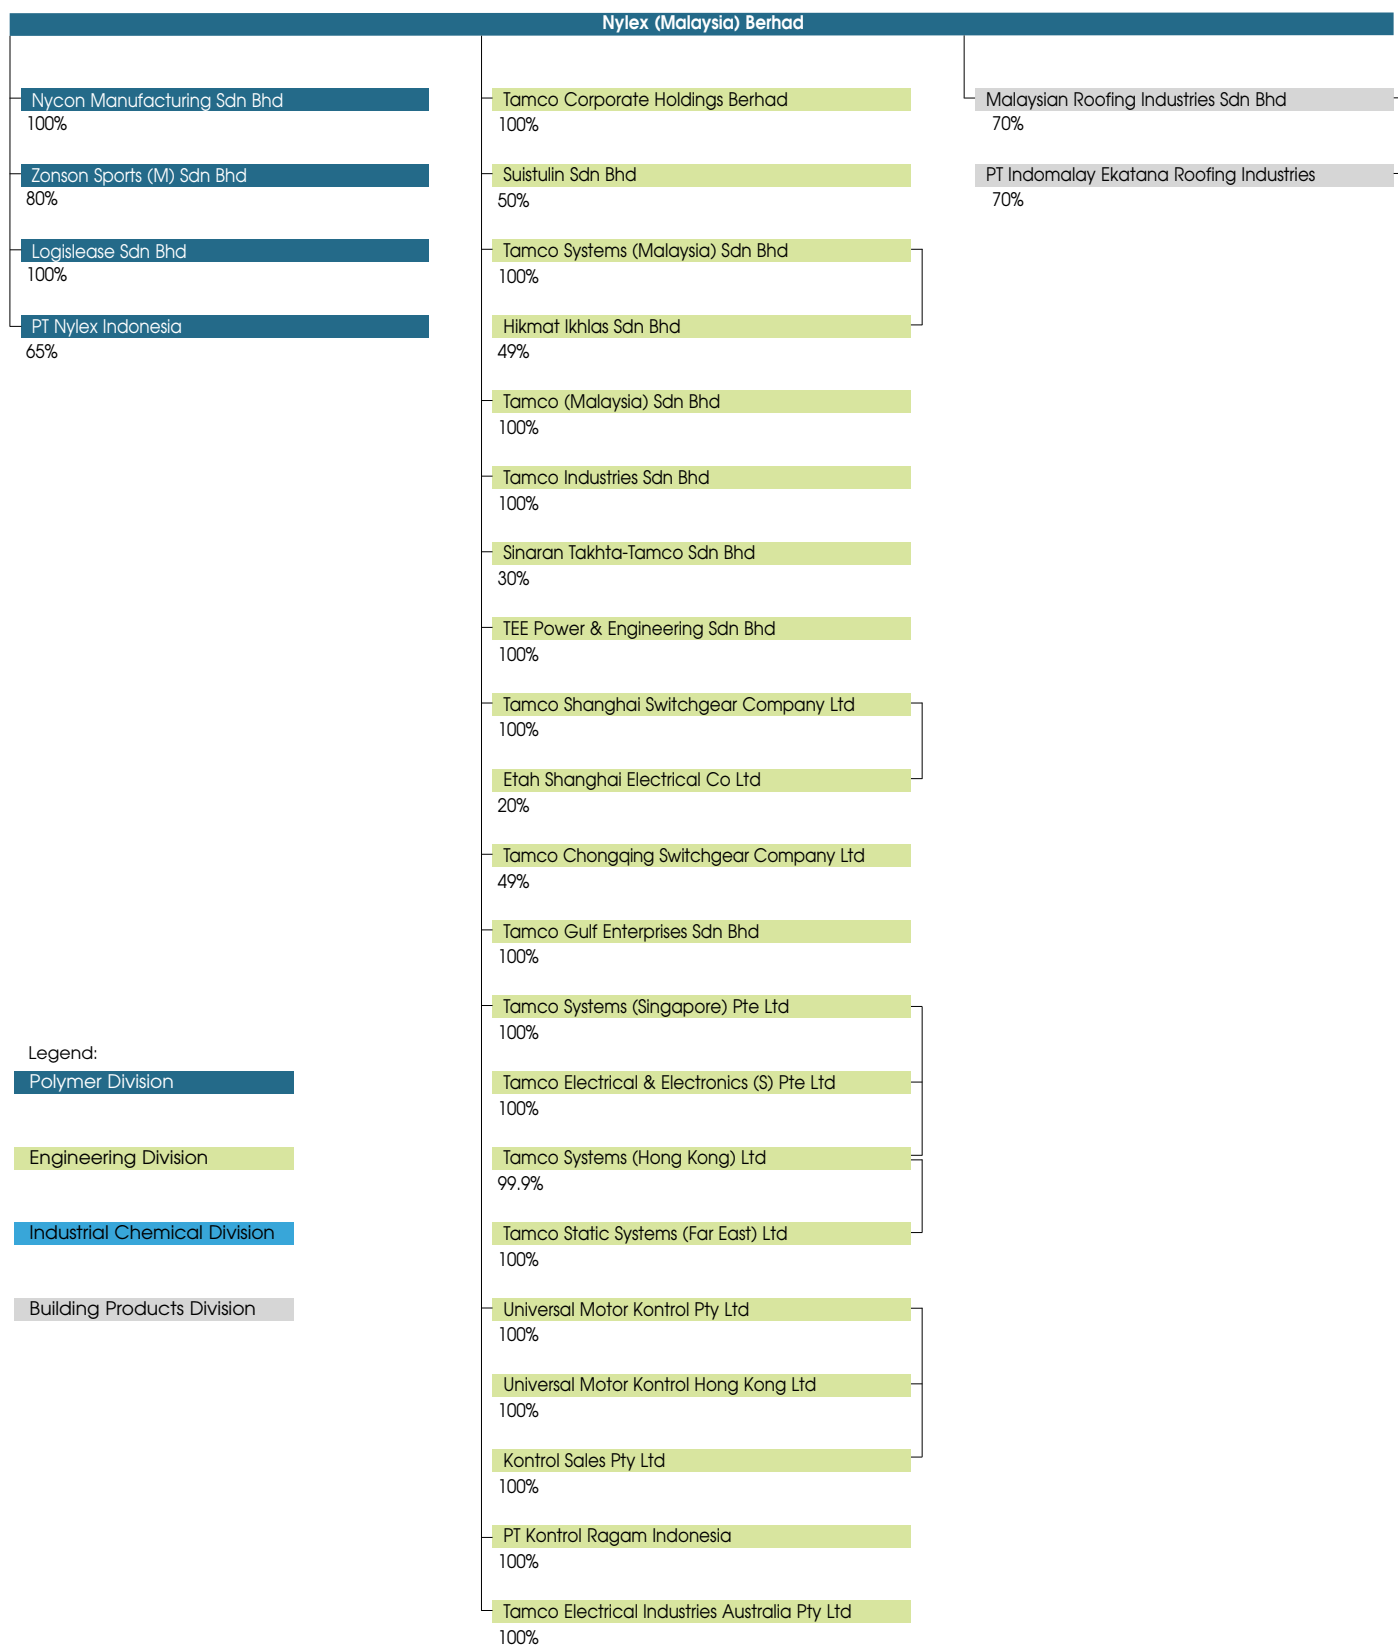 Nylex (Malaysia) Berhad
Nycon Manufacturing Sdn Bhd
100%
Zonson Sports (M) Sdn Bhd
80%
Logislease Sdn Bhd
100%
PT Nylex Indonesia
65%
Tamco Corporate Holdings Berhad
100%
Suistulin Sdn Bhd
50%
Tamco Systems (Malaysia) Sdn Bhd
100%
Hikmat Ikhlas Sdn Bhd
49%
Tamco (Malaysia) Sdn Bhd
100%
Tamco Industries Sdn Bhd
100%
Sinaran Takhta-Tamco Sdn Bhd
30%
TEE Power & Engineering Sdn Bhd
100%
Tamco Shanghai Switchgear Company Ltd
100%
Etah Shanghai Electrical Co Ltd
20%
Tamco Chongqing Switchgear Company Ltd
49%
Tamco Gulf Enterprises Sdn Bhd
100%
Tamco Systems (Singapore) Pte Ltd
100%
Tamco Electrical & Electronics (S) Pte Ltd
100%
Tamco Systems (Hong Kong) Ltd
99.9%
Tamco Static Systems (Far East) Ltd
100%
Universal Motor Kontrol Pty Ltd
100%
Universal Motor Kontrol Hong Kong Ltd
100%
Kontrol Sales Pty Ltd
100%
PT Kontrol Ragam Indonesia
100%
Tamco Electrical Industries Australia Pty Ltd
100%
Malaysian Roofing Industries Sdn Bhd
70%
PT Indomalay Ekatana Roofing Industries
70%
Legend:
Polymer Division
Engineering Division
Industrial Chemical Division
Building Products Division